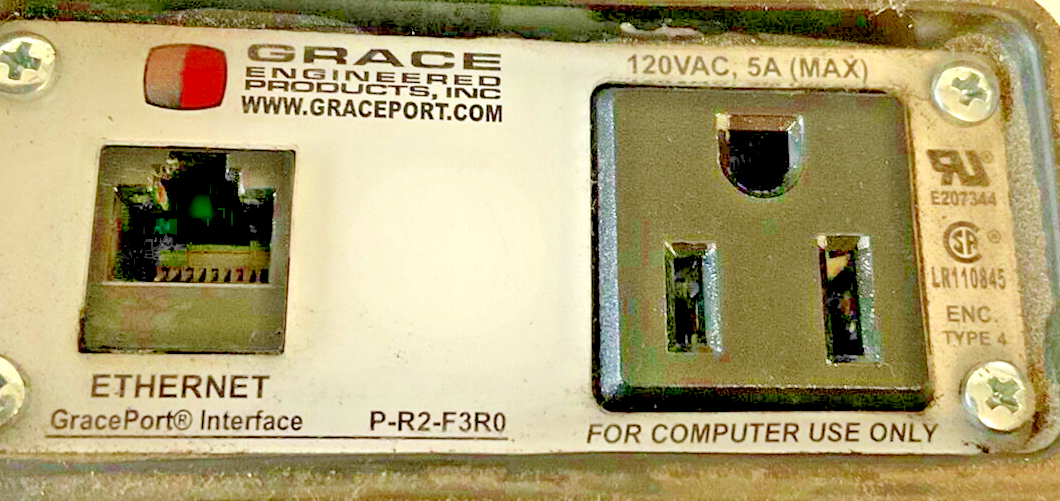 GRACE
ENGINEERED
PRODUCTS, INC
WWW.GRACEPORT.COM
120VAC, 5A (MAX)
E207344
LR110845
ENC.
TYPE 4
ETHERNET
GracePort® Interface
P-R2-F3R0
FOR COMPUTER USE ONLY